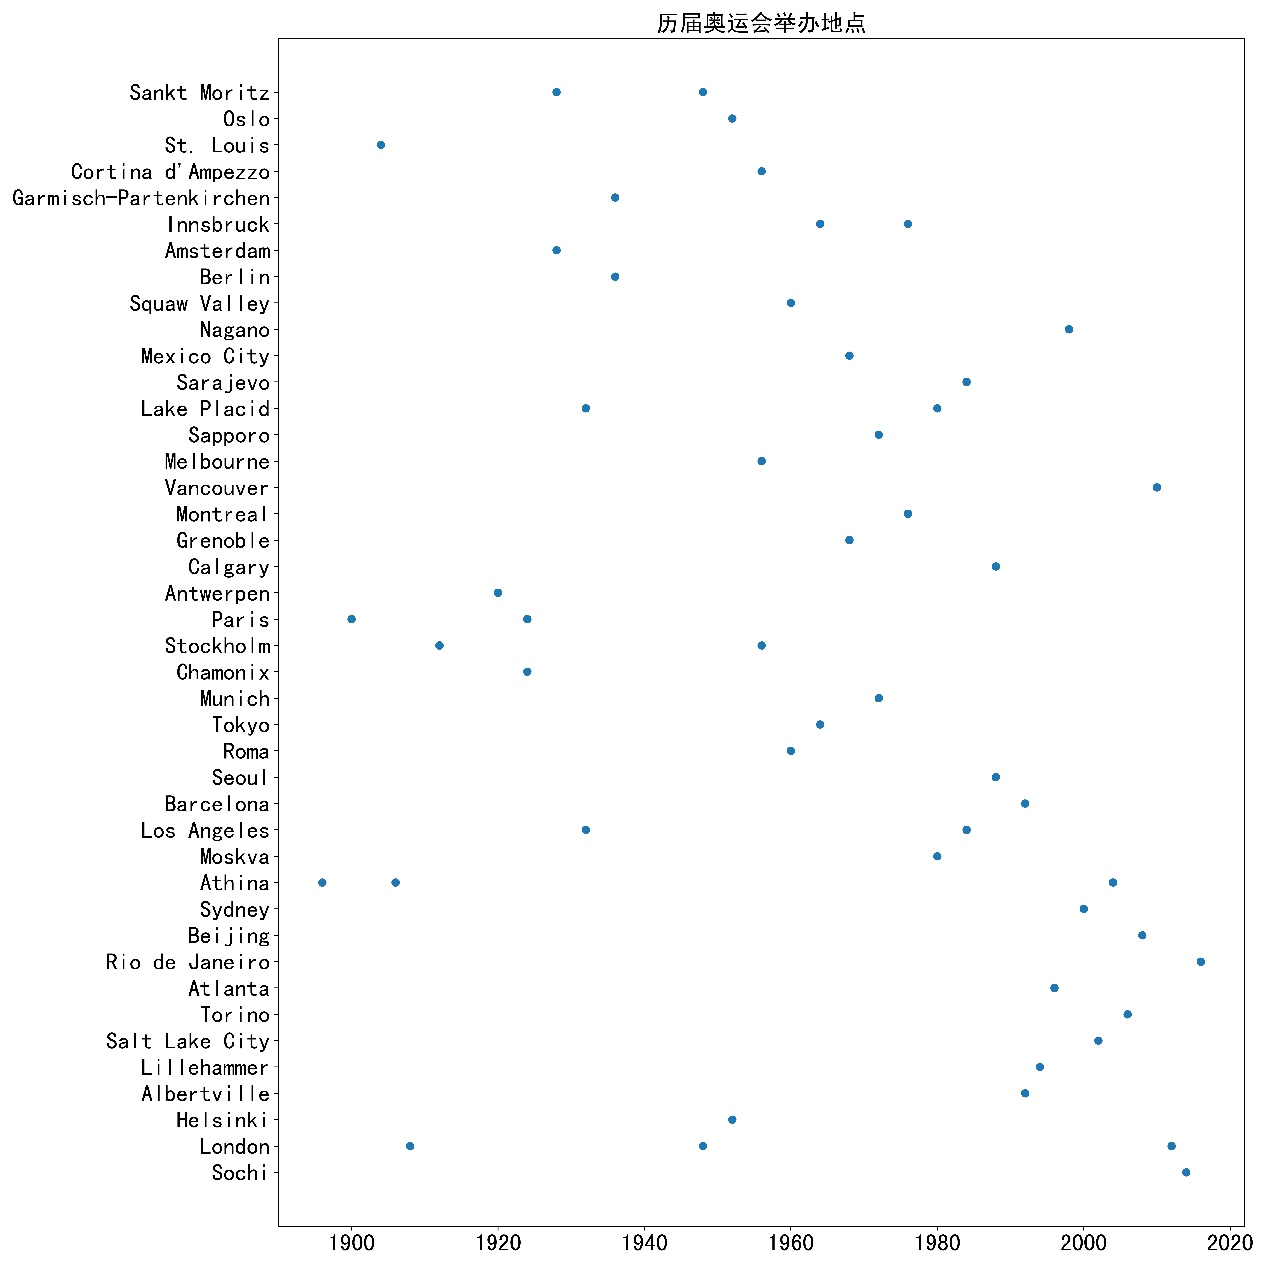 历届奥运会举办地点
Sankt Moritz
Oslo
St. Louis
Cortina d'Ampezzo
Garmisch-Partenkirchen
Innsbruck
Amsterdam
Berlin
Squaw Valley
Nagano
Mexico City
Sarajevo
Lake Placid
Sapporo
Melbourne
Vancouver
Montreal
Grenoble
Calgary
Antwerpen
Paris
Stockholm
Chamonix
Munich
Tokyo
Roma
Seoul
Barcelona
Los Angeles
Moskva
Athina
Sydney
Beijing
Rio de Janeiro
Atlanta
Torino
Salt Lake City
Lillehammer
Albertville
Helsinki
London
Sochi
1900 1920 1940 1960 1980 2000 2020